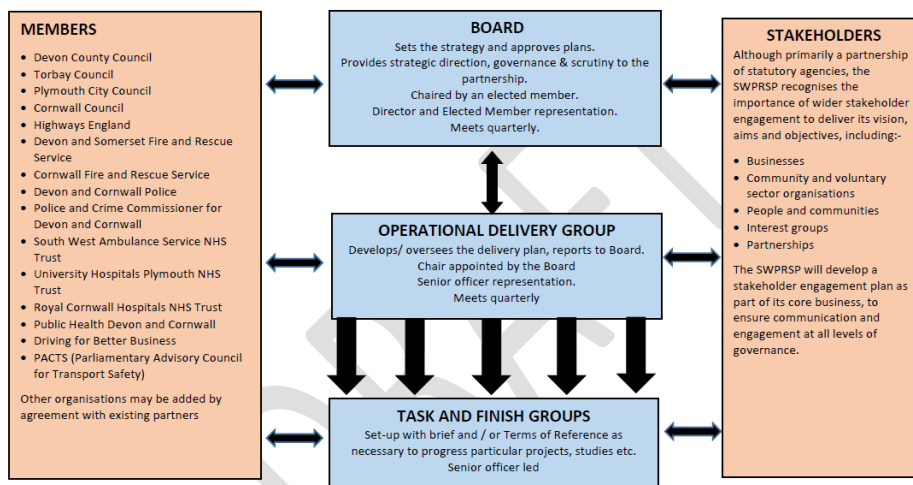 MEMBERS
• Devon County Council
• Torbay Council
• Plymouth City Council
• Cornwall Council
• Highways England
• Devon and Somerset Fire and Rescue
Service
• Cornwall Fire and Rescue Service
• Devon and Cornwall Police
• Police and Crime Commissioner for
Devon and Cornwall
• South West Ambulance Service NHS
Trust
• University Hospitals Plymouth NHS
Trust
• Royal Cornwall Hospitals NHS Trust
• Public Health Devon and Cornwall
• Driving for Better Business
• PACTS (Parliamentary Advisory Council
for Transport Safety)
Other organisations may be added by
agreement with existing partners
BOARD
Sets the strategy and approves plans.
Provides strategic direction, governance & scrutiny to the
partnership.
Chaired by an elected member.
Director and Elected Member representation.
Meets quarterly.
OPERATIONAL DELIVERY GROUP
Develops/ oversees the delivery plan, reports to Board.
Chair appointed by the Board
Senior officer representation.
Meets quarterly
TASK AND FINISH GROUPS
Set-up with brief and / or Terms of Reference as
necessary to progress particular projects, studies etc.
Senior officer led
STAKEHOLDERS
Although primarily a partnership
of statutory agencies, the
SWPRSP recognises the
importance of wider stakeholder
engagement to deliver its vision,
aims and objectives, including:-
• Businesses
• Community and voluntary
sector organisations
• People and communities
• Interest groups
• Partnerships
The SWPRSP will develop a
stakeholder engagement plan as
part of its core business, to
ensure communication and
engagement at all levels of
governance.